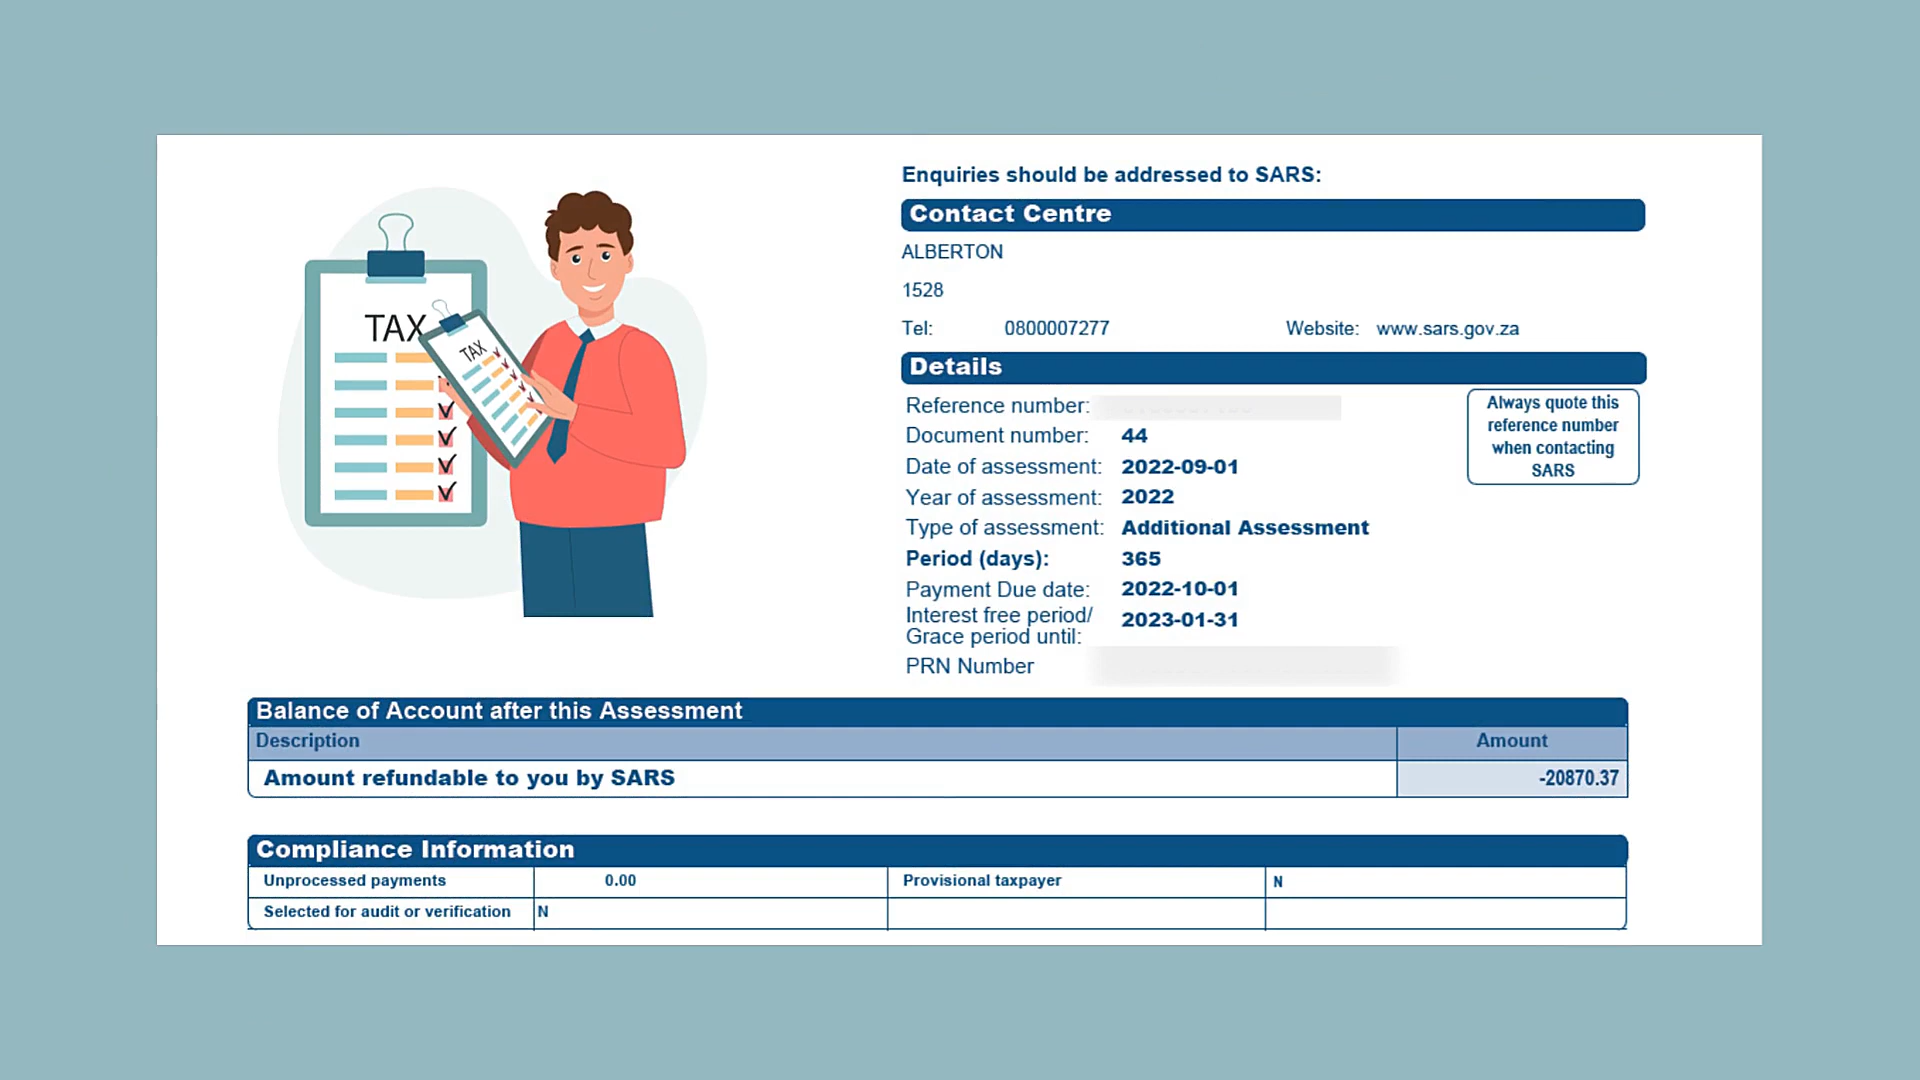 TAX
TAX
Enquiries should be addressed to SARS:
Contact Centre
ALBERTON
1528
Tel: 0800007277 Website: www.sars.gov.za
Details
Reference number:
Always quote this
reference number
when contacting
SARS
Document number: 44
Date of assessment: 2022-09-01
Year of assessment: 2022
Type of assessment: Additional Assessment
Period (days): 365
Payment Due date: 2022-10-01
Interest free period/
Grace period until: 2023-01-31
PRN Number
Balance of Account after this Assessment
Description Amount
Amount refundable to you by SARS -20870.37
Compliance Information
Unprocessed payments 0.00 Provisional taxpayer N
Selected for audit or verification N